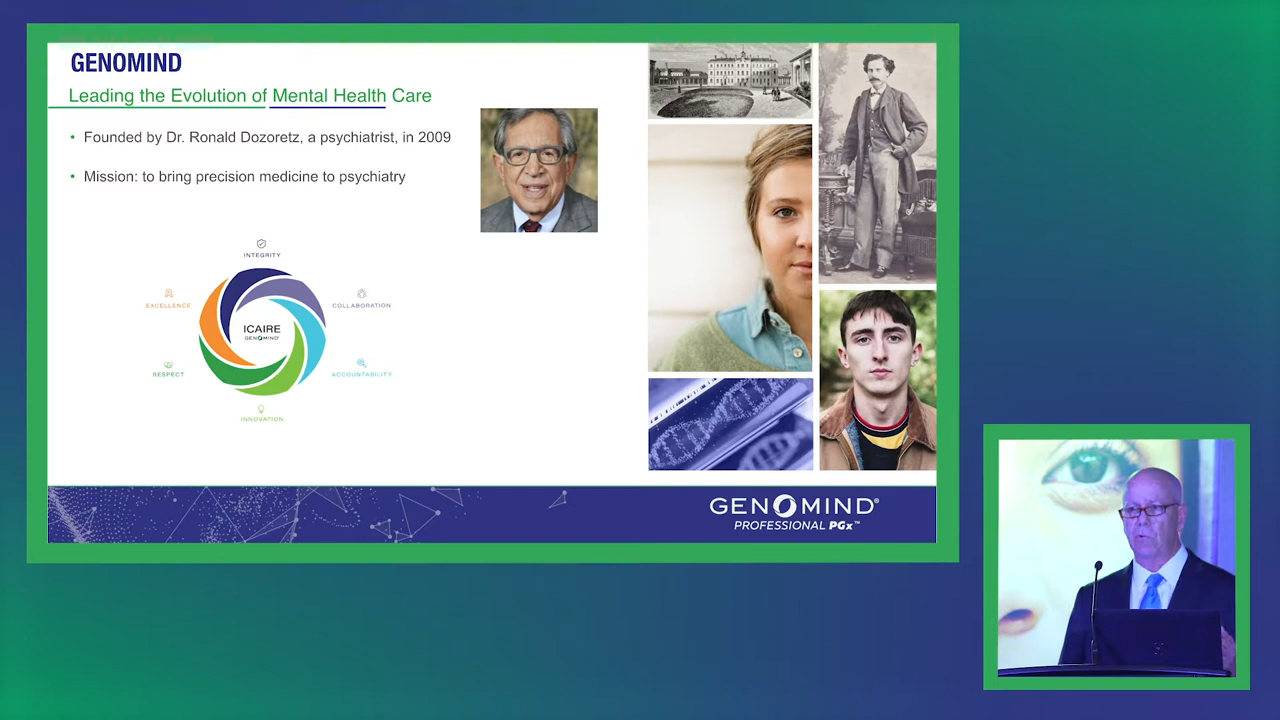 GENOMIND
Leading the Evolution of Mental Health Care
• Founded by Dr. Ronald Dozoretz, a psychiatrist, in 2009
• Mission: to bring precision medicine to psychiatry
INTEGRITY
EXCELLENCE
COLLABORATION
ICAIRE
GENOMIND®
RESPECT
ACCOUNTABILITY
INNOVATION
GENOMIND®
PROFESSIONAL PGx™